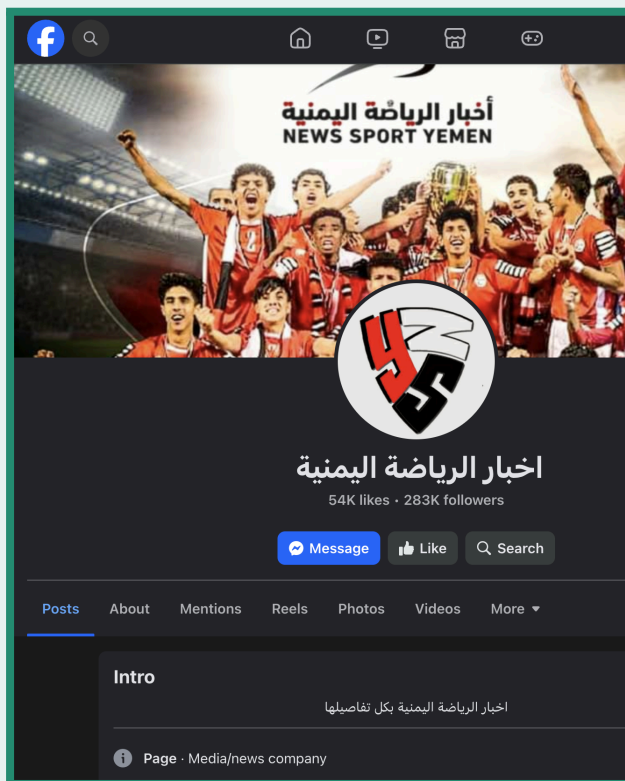 أخبار الرياضة اليمنية
NEWS SPORT YEMEN
YNS
اخبار الرياضة اليمنية
54K likes · 283K followers
Message Like Search
Posts About Mentions Reels Photos Videos More
Intro
اخبار الرياضة اليمنية بكل تفاصيلها
Page · Media/news company